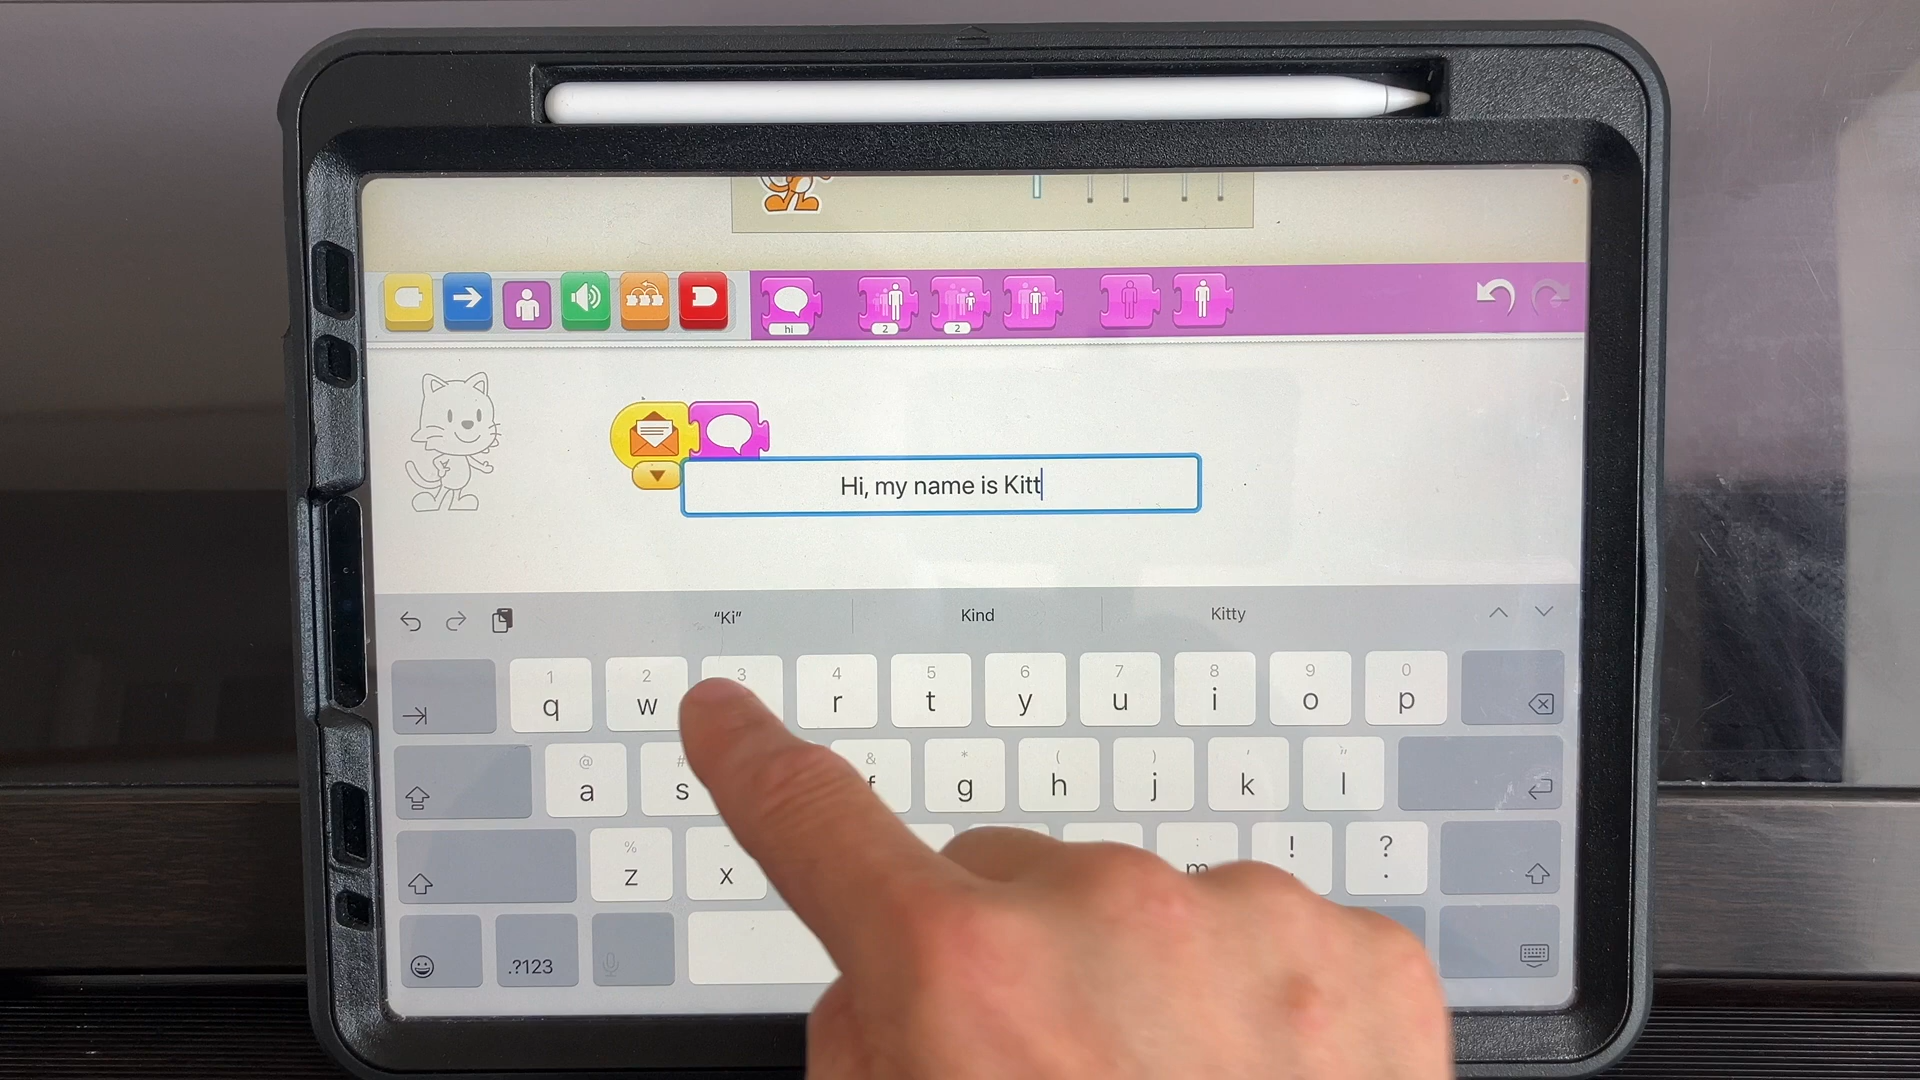 hi
2
2
Hi, my name is Kitt
“Ki” Kind Kitty
1 2 3 4 5 6 7 8 9 0
q w r t y u i o p
@ # & * ( ) ' "
a s f g h j k l
% - : ! ?
z x m , .
.?123